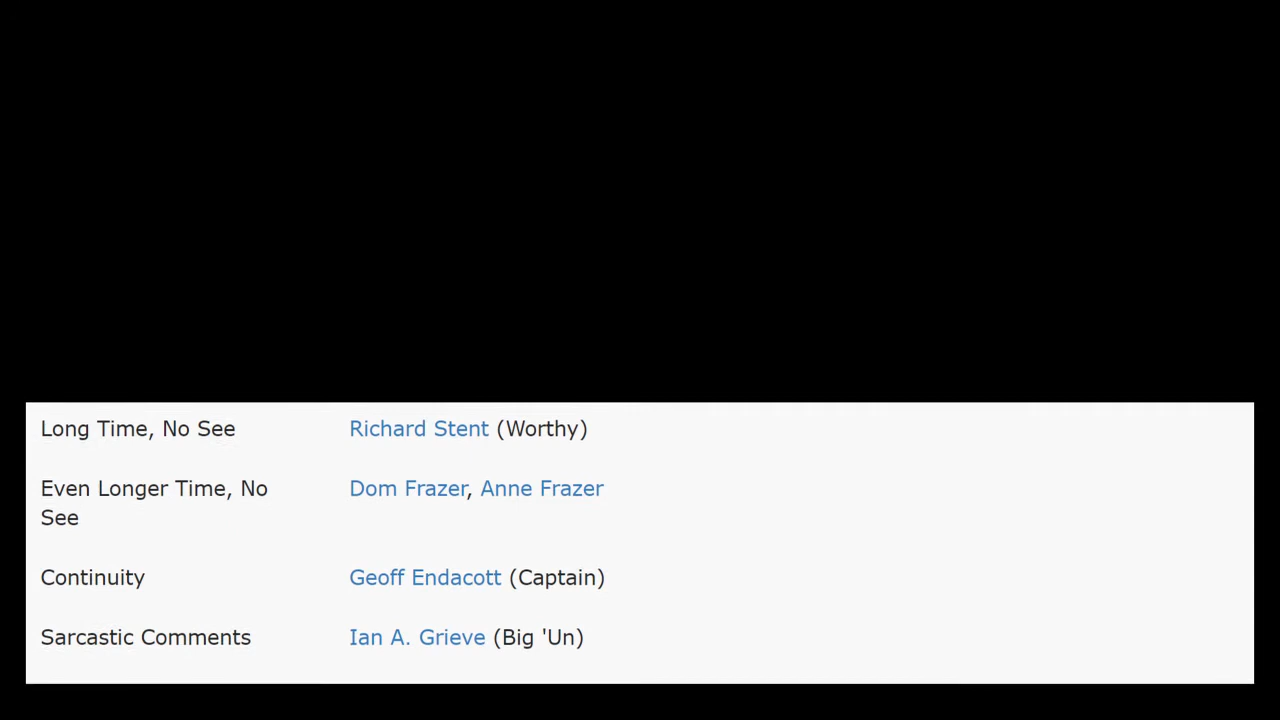 Long Time, No See Richard Stent (Worthy)
Even Longer Time, No Dom Frazer, Anne Frazer
See
Continuity Geoff Endacott (Captain)
Sarcastic Comments Ian A. Grieve (Big 'Un)